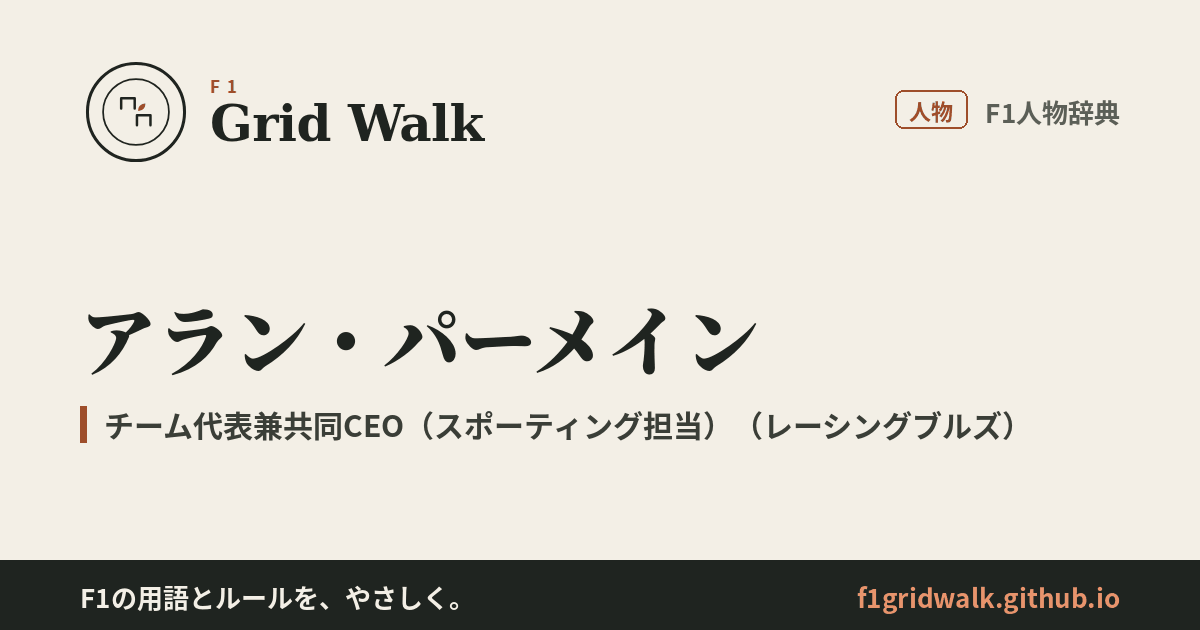 F1
Grid Walk
人物
F1人物辞典
アラン・パーメイン
チーム代表兼共同CEO（スポーティング担当）（レーシングブルズ）
F1の用語とルールを、やさしく。
f1gridwalk.github.io